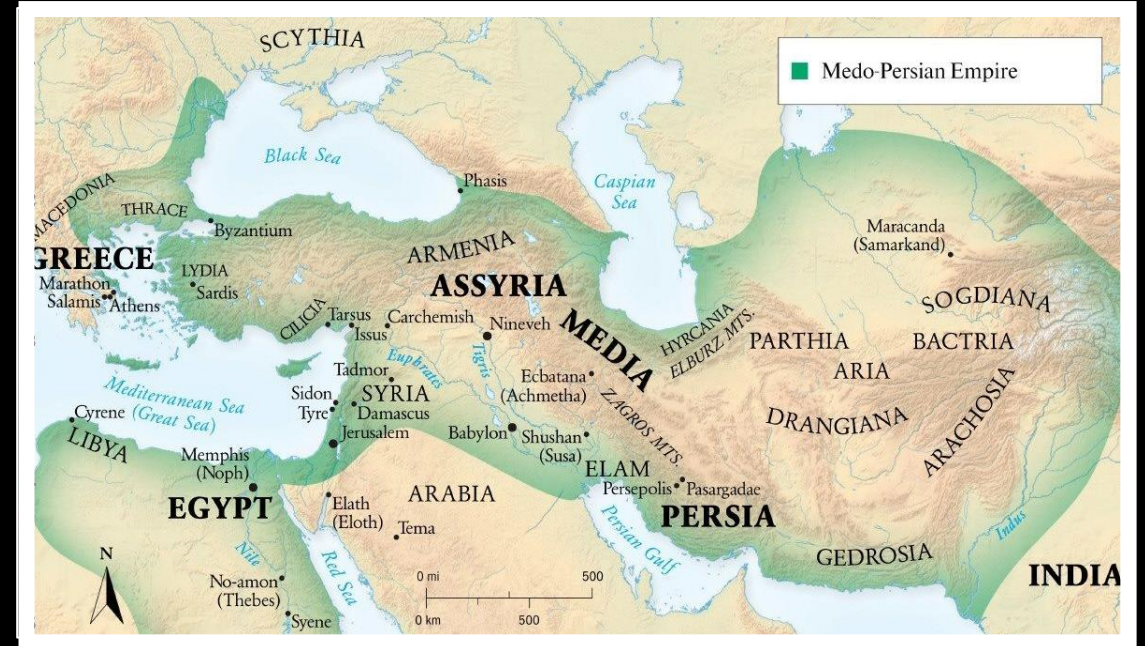 SCYTHIA
Medo-Persian Empire
Black Sea
Caspian
Sea
Phasis
MACEDONIA
THRACE
Byzantium
Maracanda
(Samarkand)
GREECE
ARMENIA
LYDIA
Sardis
Marathon
Salamis
Athens
ASSYRIA
SOGDIANA
CILICIA
Tarsus
Issus
Carchemish
Nineveh
MEDIA
HYRCANIA
ELBURZ MTS.
PARTHIA
BACTRIA
ARIA
Euphrates
Tigris
Tadmor
SYRIA
Ecbatana
(Achmetha)
ZAGROS MTS.
Mediterranean Sea
(Great Sea)
Sidon
Tyre
Damascus
DRANGIANA
ARACHOSIA
Cyrene
LIBYA
Jerusalem
Babylon
Shushan
(Susa)
Memphis
(Noph)
ELAM
Persepolis
Pasargadae
EGYPT
Elath
(Eloth)
ARABIA
Tema
PERSIA
Persian Gulf
Indus
GEDROSIA
INDIA
N
Nile
Red Sea
No-amon
(Thebes)
Syene
0 mi 500
0 km 500